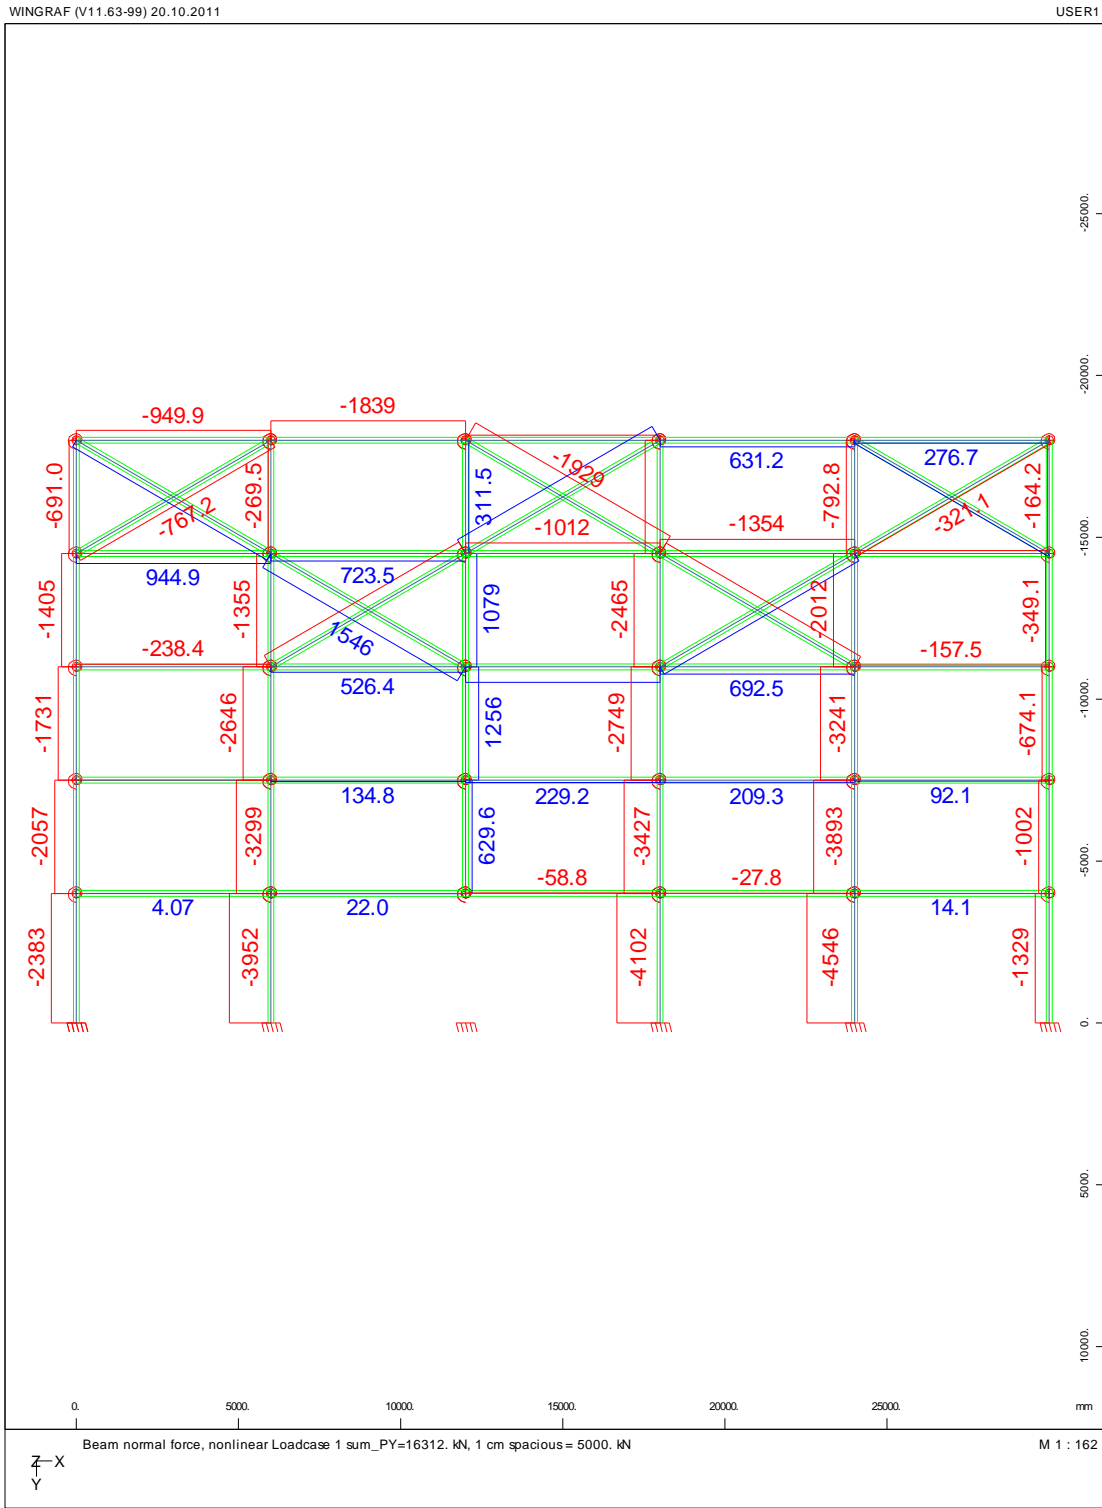 WINGRAF (V11.63-99) 20.10.2011 USER1
-25000.
-20000.
-949.9 -1839
-691.0 -767.2 -269.5 311.5 -1929 631.2 -792.8 276.7 -321.1 -164.2
-1012 -1354 -15000.
944.9 723.5
-1405 -1355 1546 1079 -2465 -2012 -349.1
-238.4 -157.5
526.4 692.5
-1731 -2646 1256 -2749 -3241 -674.1 -10000.
134.8 229.2 209.3 92.1
-2057 -3299 629.6 -3427 -3893 -1002 -5000.
-58.8 -27.8
4.07 22.0 14.1
-2383 -3952 -4102 -4546 -1329
0.
5000.
10000.
0. 5000. 10000. 15000. 20000. 25000. mm
Beam normal force, nonlinear Loadcase 1 sum_PY=16312. kN, 1 cm spacious = 5000. kN M 1 : 162
Z X
Y